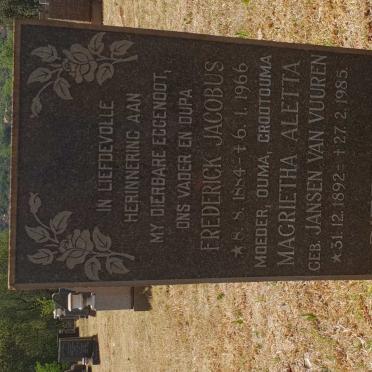 IN LIEFDEVOLLE
HERINNERING AAN
MY DIERBARE EGGENOOT,
ONS VADER EN OUPA
FREDERICK JACOBUS
* 8.8.1884 - † 6.1.1966
MOEDER, OUMA, GROOTOUMA
MAGRIETHA ALETTA
GEB. JANSEN VAN VUUREN
* 31.12.1892 - † 27.2.1985